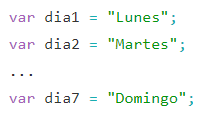 var dia1 = "Lunes";
var dia2 = "Martes";
...
var dia7 = "Domingo";